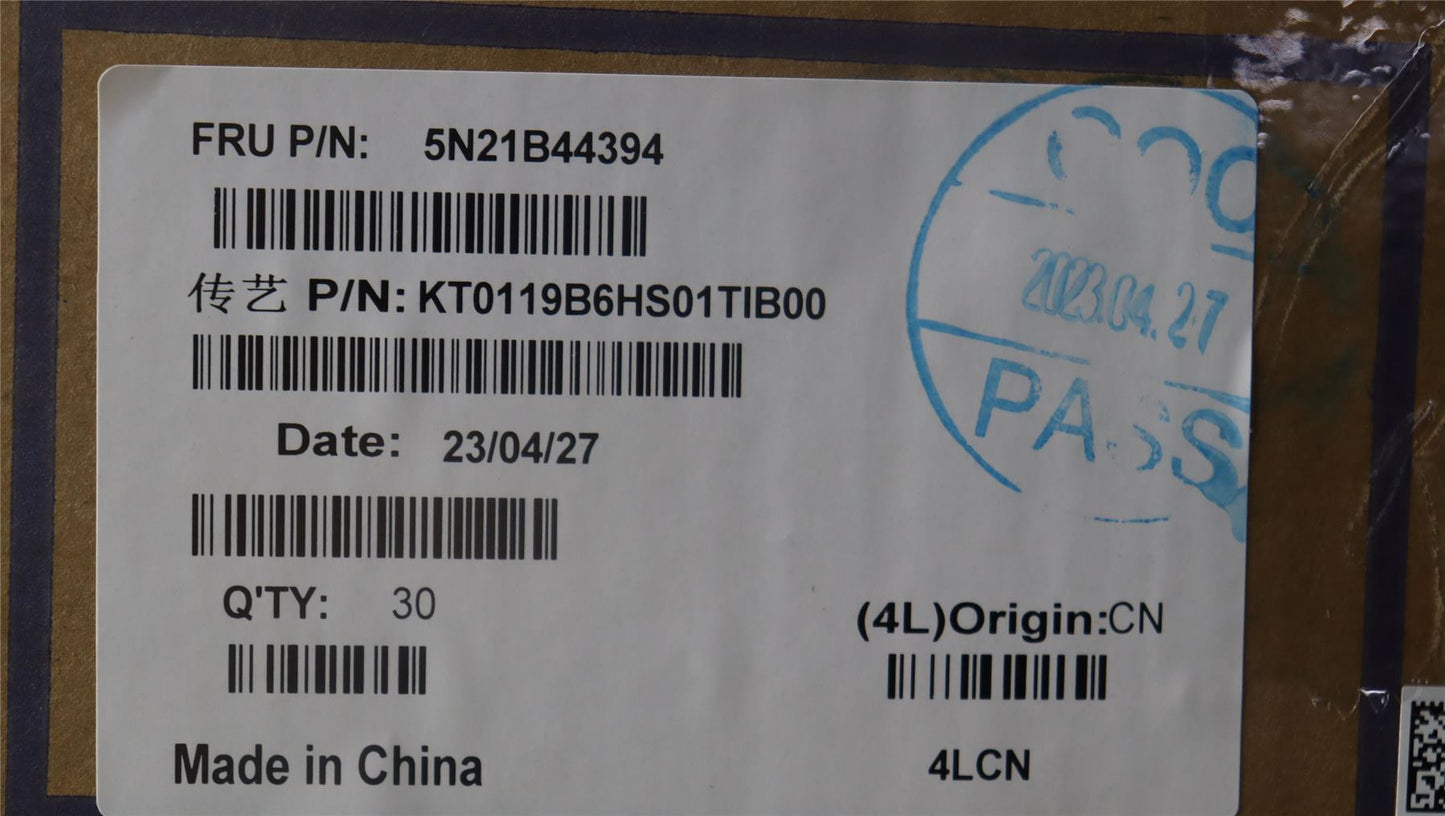 FRU P/N: 5N21B44394
传艺 P/N: KT0119B6HS01TIB00
Date: 23/04/27
Q'TY: 30
Made in China
2023.04.27
PASS
(4L)Origin:CN
4LCN